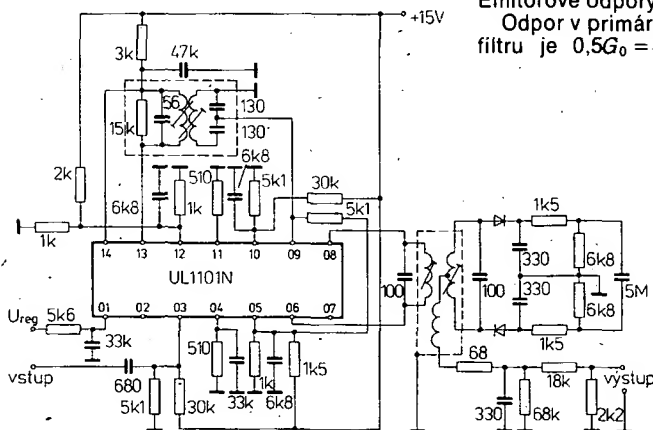 Emitorové odpory
Odpor v primár
filtru je 0,5G₀ =
+15V
3k
47k
56
130
130
15k
2k
6k8
1k
510
6k8
5k1
30k
5k1
1k
14 13 12 11 10 09 08
UL1101N
01 02 03 04 05 06 07
Ureg
5k6
33k
vstup
680
5k1
30k
510
33k
1k
6k8
1k5
100
100
330
330
1k5
1k5
6k8
6k8
5M
68
330
68k
18k
2k2
výstup